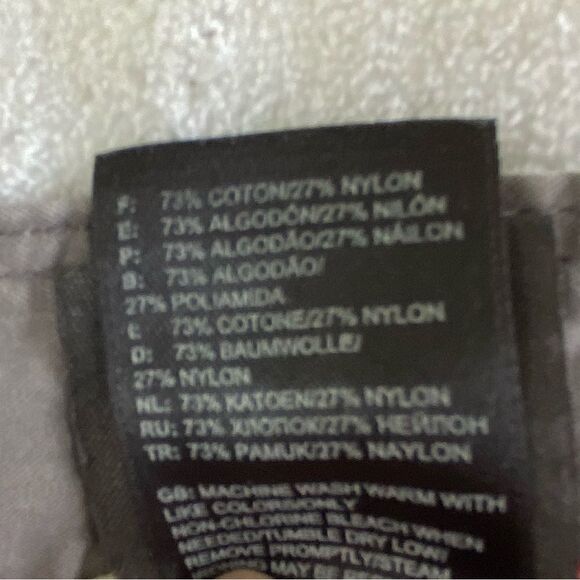 F: 73% COTON/27% NYLON
E: 73% ALGODÓN/27% NILÓN
P: 73% ALGODÃO/27% NÁILON
B: 73% ALGODÃO/
27% POLIAMIDA
I: 73% COTONE/27% NYLON
D: 73% BAUMWOLLE/
27% NYLON
NL: 73% KATOEN/27% NYLON
RU: 73% ХЛОПОК/27% НЕЙЛОН
TR: 73% PAMUK/27% NAYLON
GB: MACHINE WASH WARM WITH
LIKE COLORS/ONLY
NON-CHLORINE BLEACH WHEN
NEEDED/TUMBLE DRY LOW/
REMOVE PROMPTLY/STEAM
MAY BE